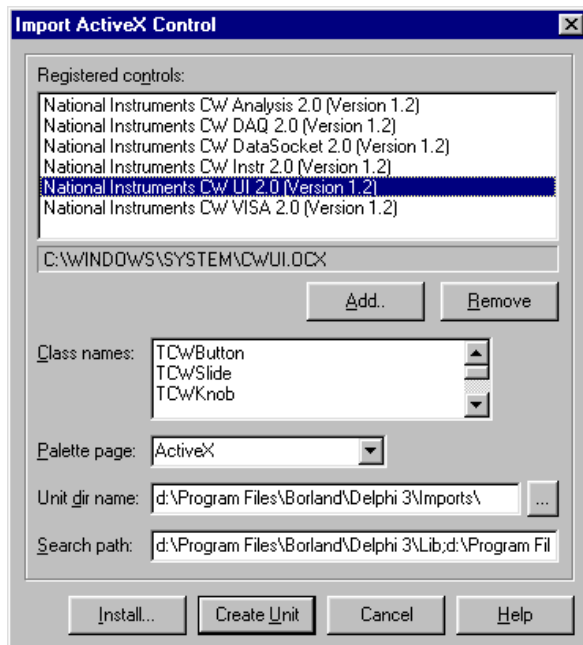 Import ActiveX Control
Registered controls:
National Instruments CW Analysis 2.0 (Version 1.2)
National Instruments CW DAQ 2.0 (Version 1.2)
National Instruments CW DataSocket 2.0 (Version 1.2)
National Instruments CW Instr 2.0 (Version 1.2)
National Instruments CW UI 2.0 (Version 1.2)
National Instruments CW VISA 2.0 (Version 1.2)
C:\WINDOWS\SYSTEM\CWUI.OCX
Add.. Remove
Class names: TCWButton
TCWSlide
TCWKnob
Palette page: ActiveX
Unit dir name: d:\Program Files\Borland\Delphi 3\Imports\ ...
Search path: d:\Program Files\Borland\Delphi 3\Lib;d:\Program Fil
Install... Create Unit Cancel Help